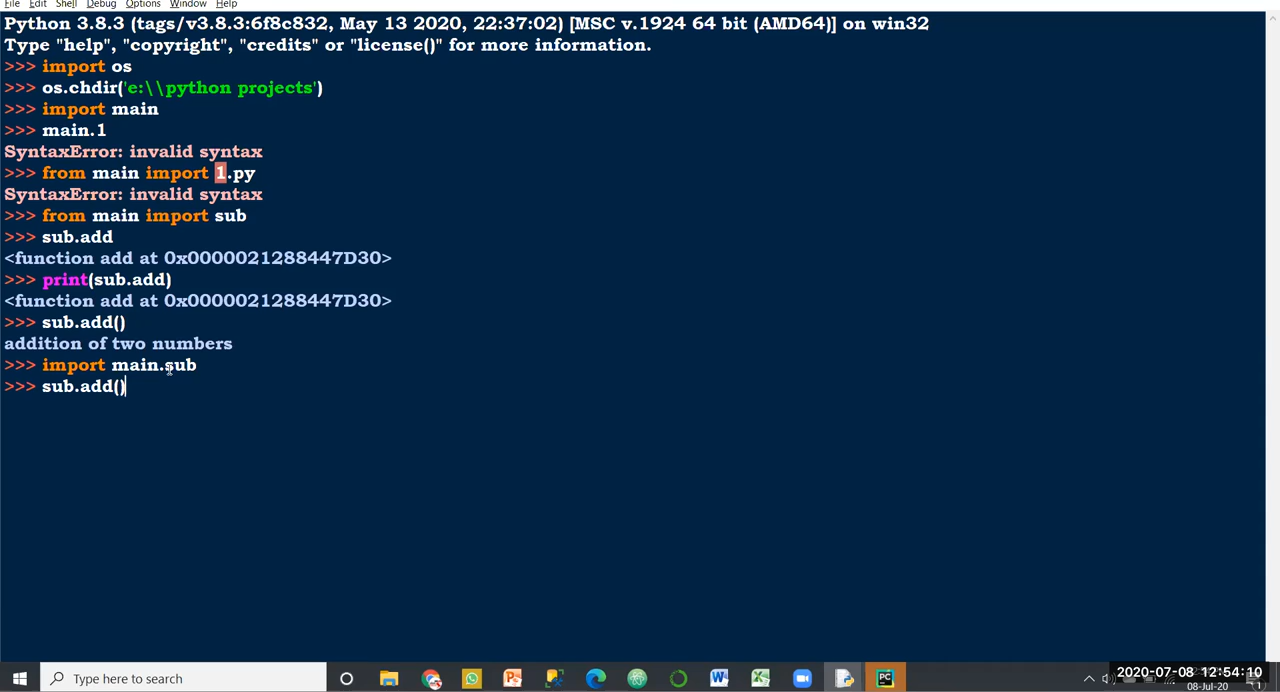 File Edit Shell Debug Options Window Help
Python 3.8.3 (tags/v3.8.3:6f8c832, May 13 2020, 22:37:02) [MSC v.1924 64 bit (AMD64)] on win32
Type "help", "copyright", "credits" or "license()" for more information.
>>> import os
>>> os.chdir('e:\\python projects')
>>> import main
>>> main.1
SyntaxError: invalid syntax
>>> from main import 1.py
SyntaxError: invalid syntax
>>> from main import sub
>>> sub.add
<function add at 0x0000021288447D30>
>>> print(sub.add)
<function add at 0x0000021288447D30>
>>> sub.add()
addition of two numbers
>>> import main.sub
>>> sub.add()
Type here to search
2020-07-08 12:54:10
08-Jul-20